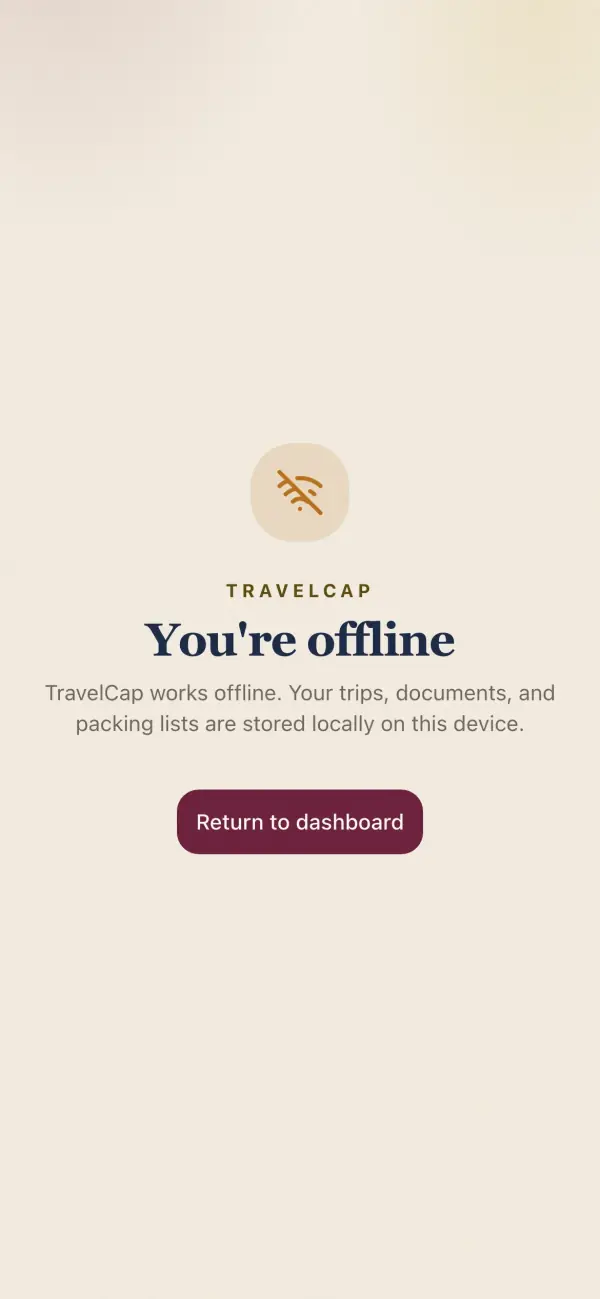 TRAVELCAP
You're offline
TravelCap works offline. Your trips, documents, and
packing lists are stored locally on this device.
Return to dashboard